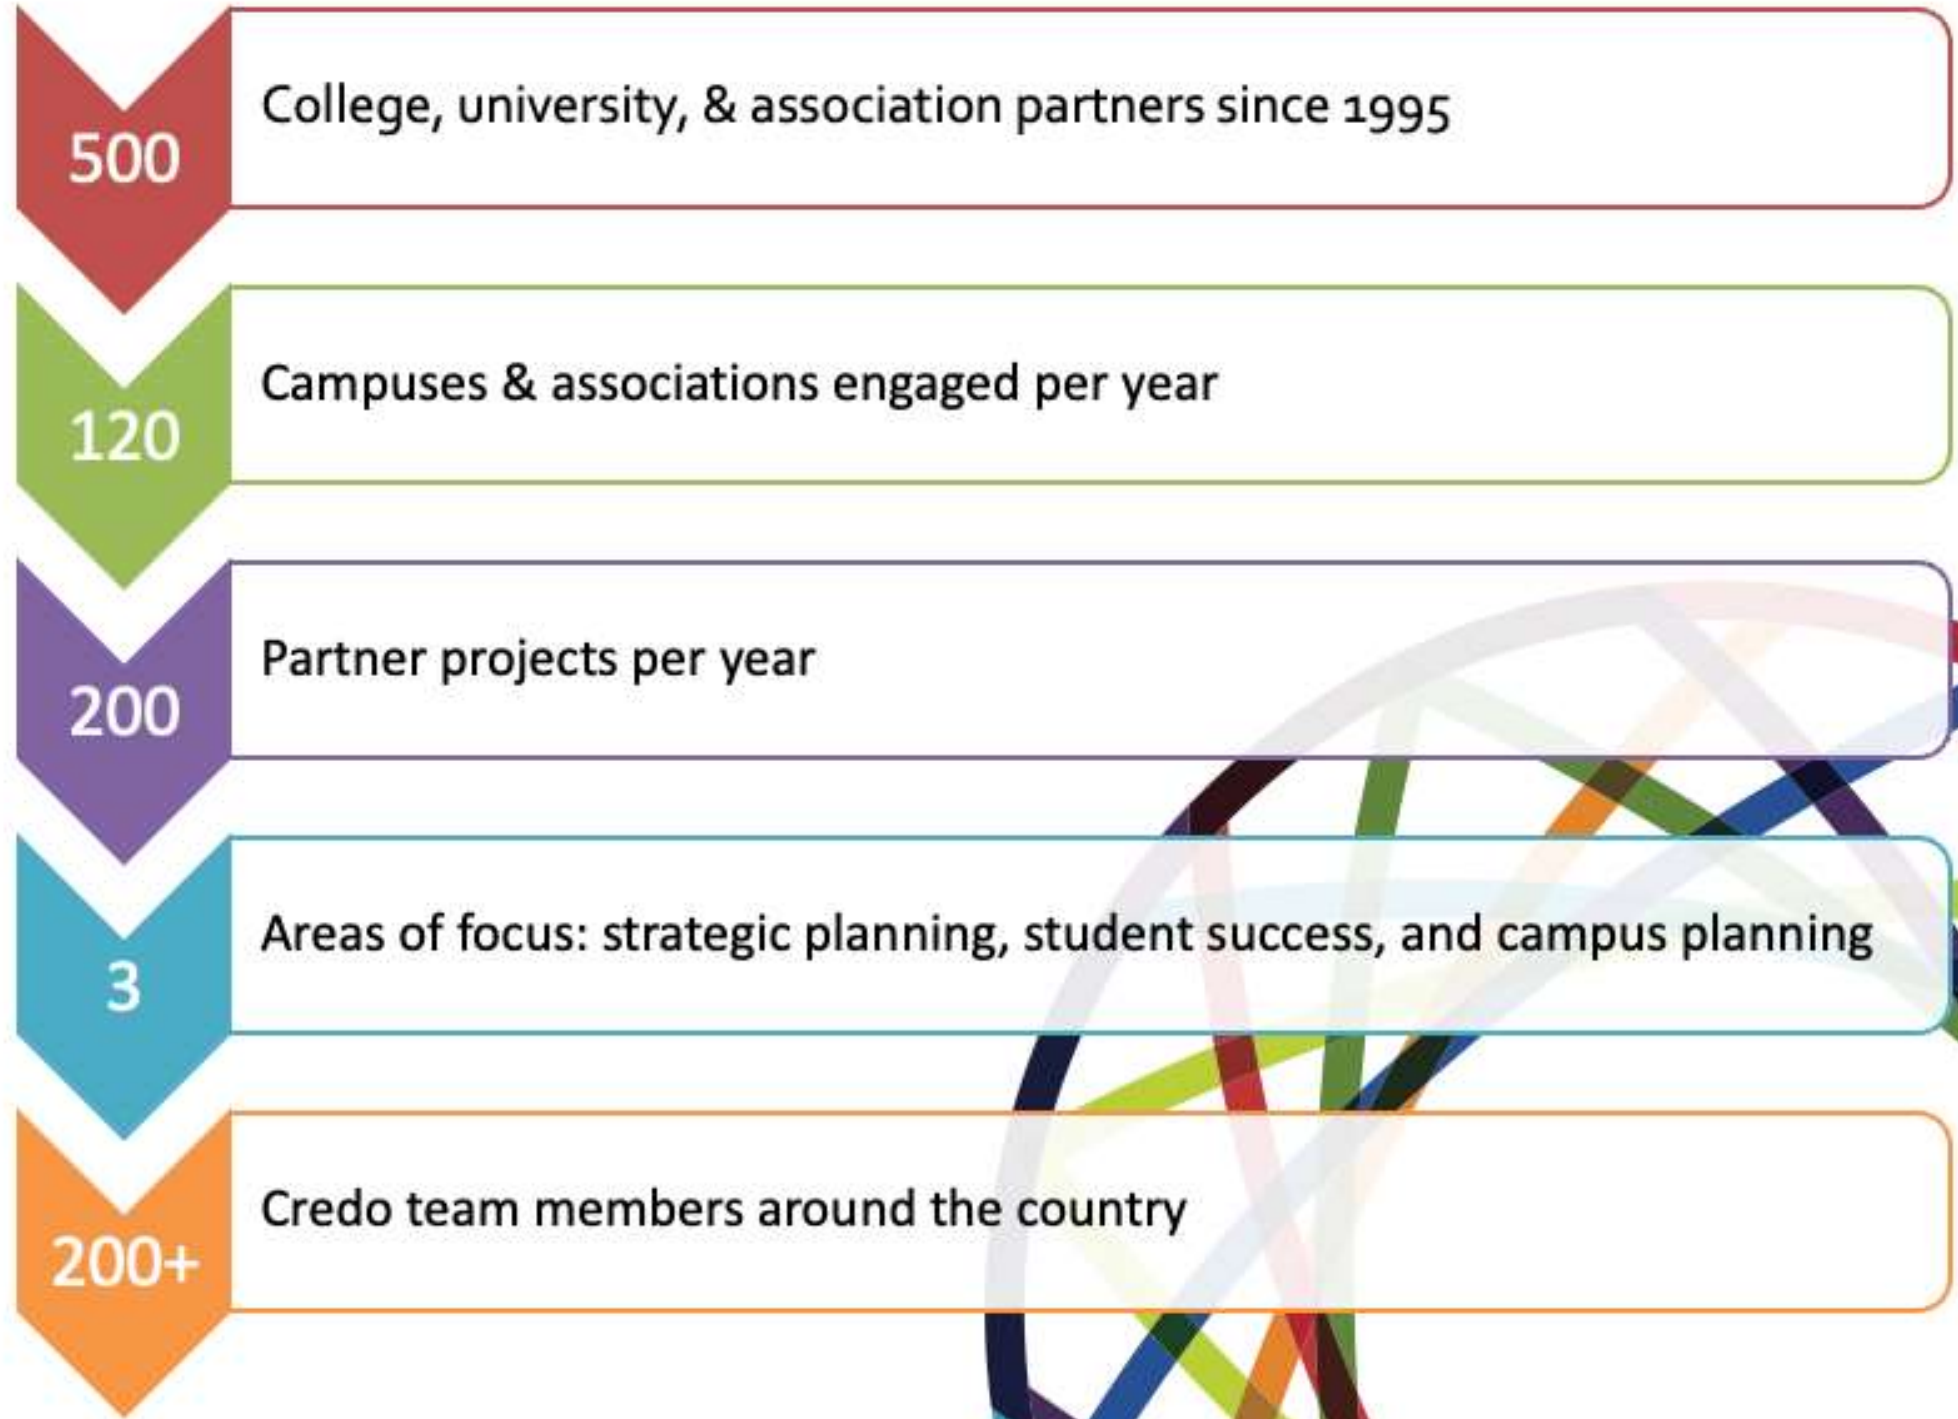 500
College, university, & association partners since 1995
120
Campuses & associations engaged per year
200
Partner projects per year
3
Areas of focus: strategic planning, student success, and campus planning
200+
Credo team members around the country